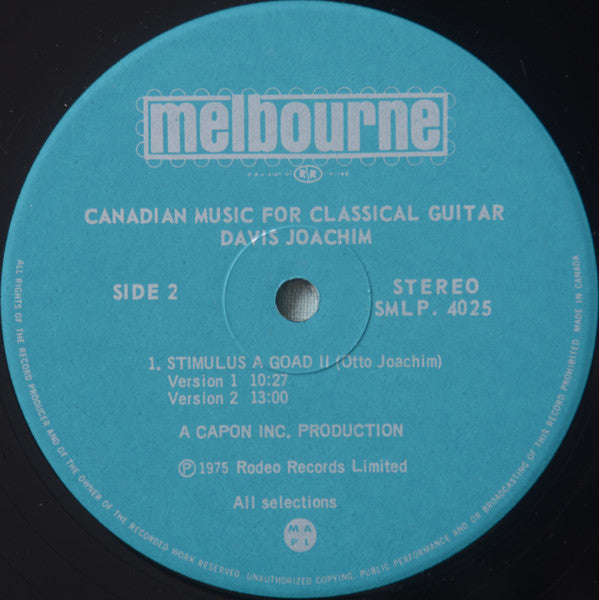 melbourne
a division of RR
CANADIAN MUSIC FOR CLASSICAL GUITAR
DAVIS JOACHIM
SIDE 2
STEREO
SMLP. 4025
1. STIMULUS A GOAD II (Otto Joachim)
Version 1 10:27
Version 2 13:00
A CAPON INC. PRODUCTION
Ⓟ©1975 Rodeo Records Limited
All selections
M A
P L
ALL RIGHTS OF THE RECORD PRODUCER AND OF THE OWNER OF THE RECORDED WORK RESERVED. UNAUTHORIZED COPYING, PUBLIC PERFORMANCE AND/OR BROADCASTING OF THIS RECORD PROHIBITED. MADE IN CANADA